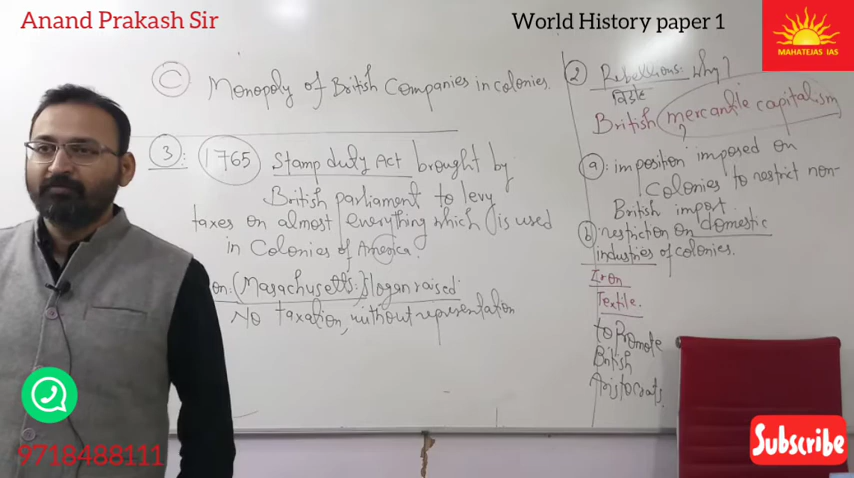 Anand Prakash Sir
World History paper 1
MAHATEJAS IAS
C Monopoly of British Companies in colonies.
3 1765 Stamp duty Act brought by
British parliament to levy
taxes on almost everything which is used
in Colonies of America.
on: (Masachusetts:) slogan raised
No taxation, without representation
2 Rebellions: Why?
विद्रोह
British mercantile capitalism
a: imposition imposed on
Colonies to restrict non-
British import
b restriction on domestic
industries of colonies.
Iron
Textile.
to Promote
British
Aristocrats.
9718488111
Subscribe